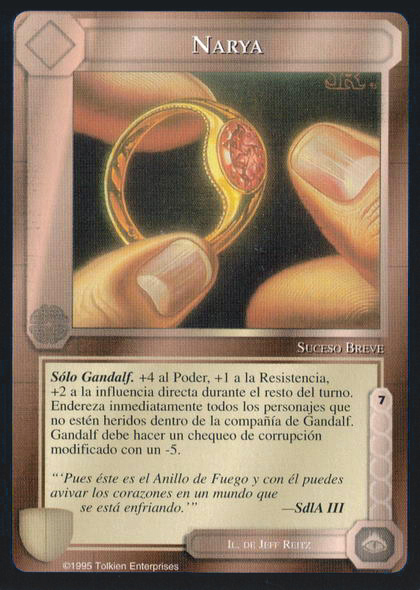 NARYA
SUCESO BREVE
Sólo Gandalf. +4 al Poder, +1 a la Resistencia,
+2 a la influencia directa durante el resto del turno.
Endereza inmediatamente todos los personajes que
no estén heridos dentro de la compañía de Gandalf.
Gandalf debe hacer un chequeo de corrupción
modificado con un -5.
7
“‘Pues éste es el Anillo de Fuego y con él puedes
avivar los corazones en un mundo que
se está enfriando.’” —SdlA III
IL. DE JEFF REITZ
©1995 Tolkien Enterprises